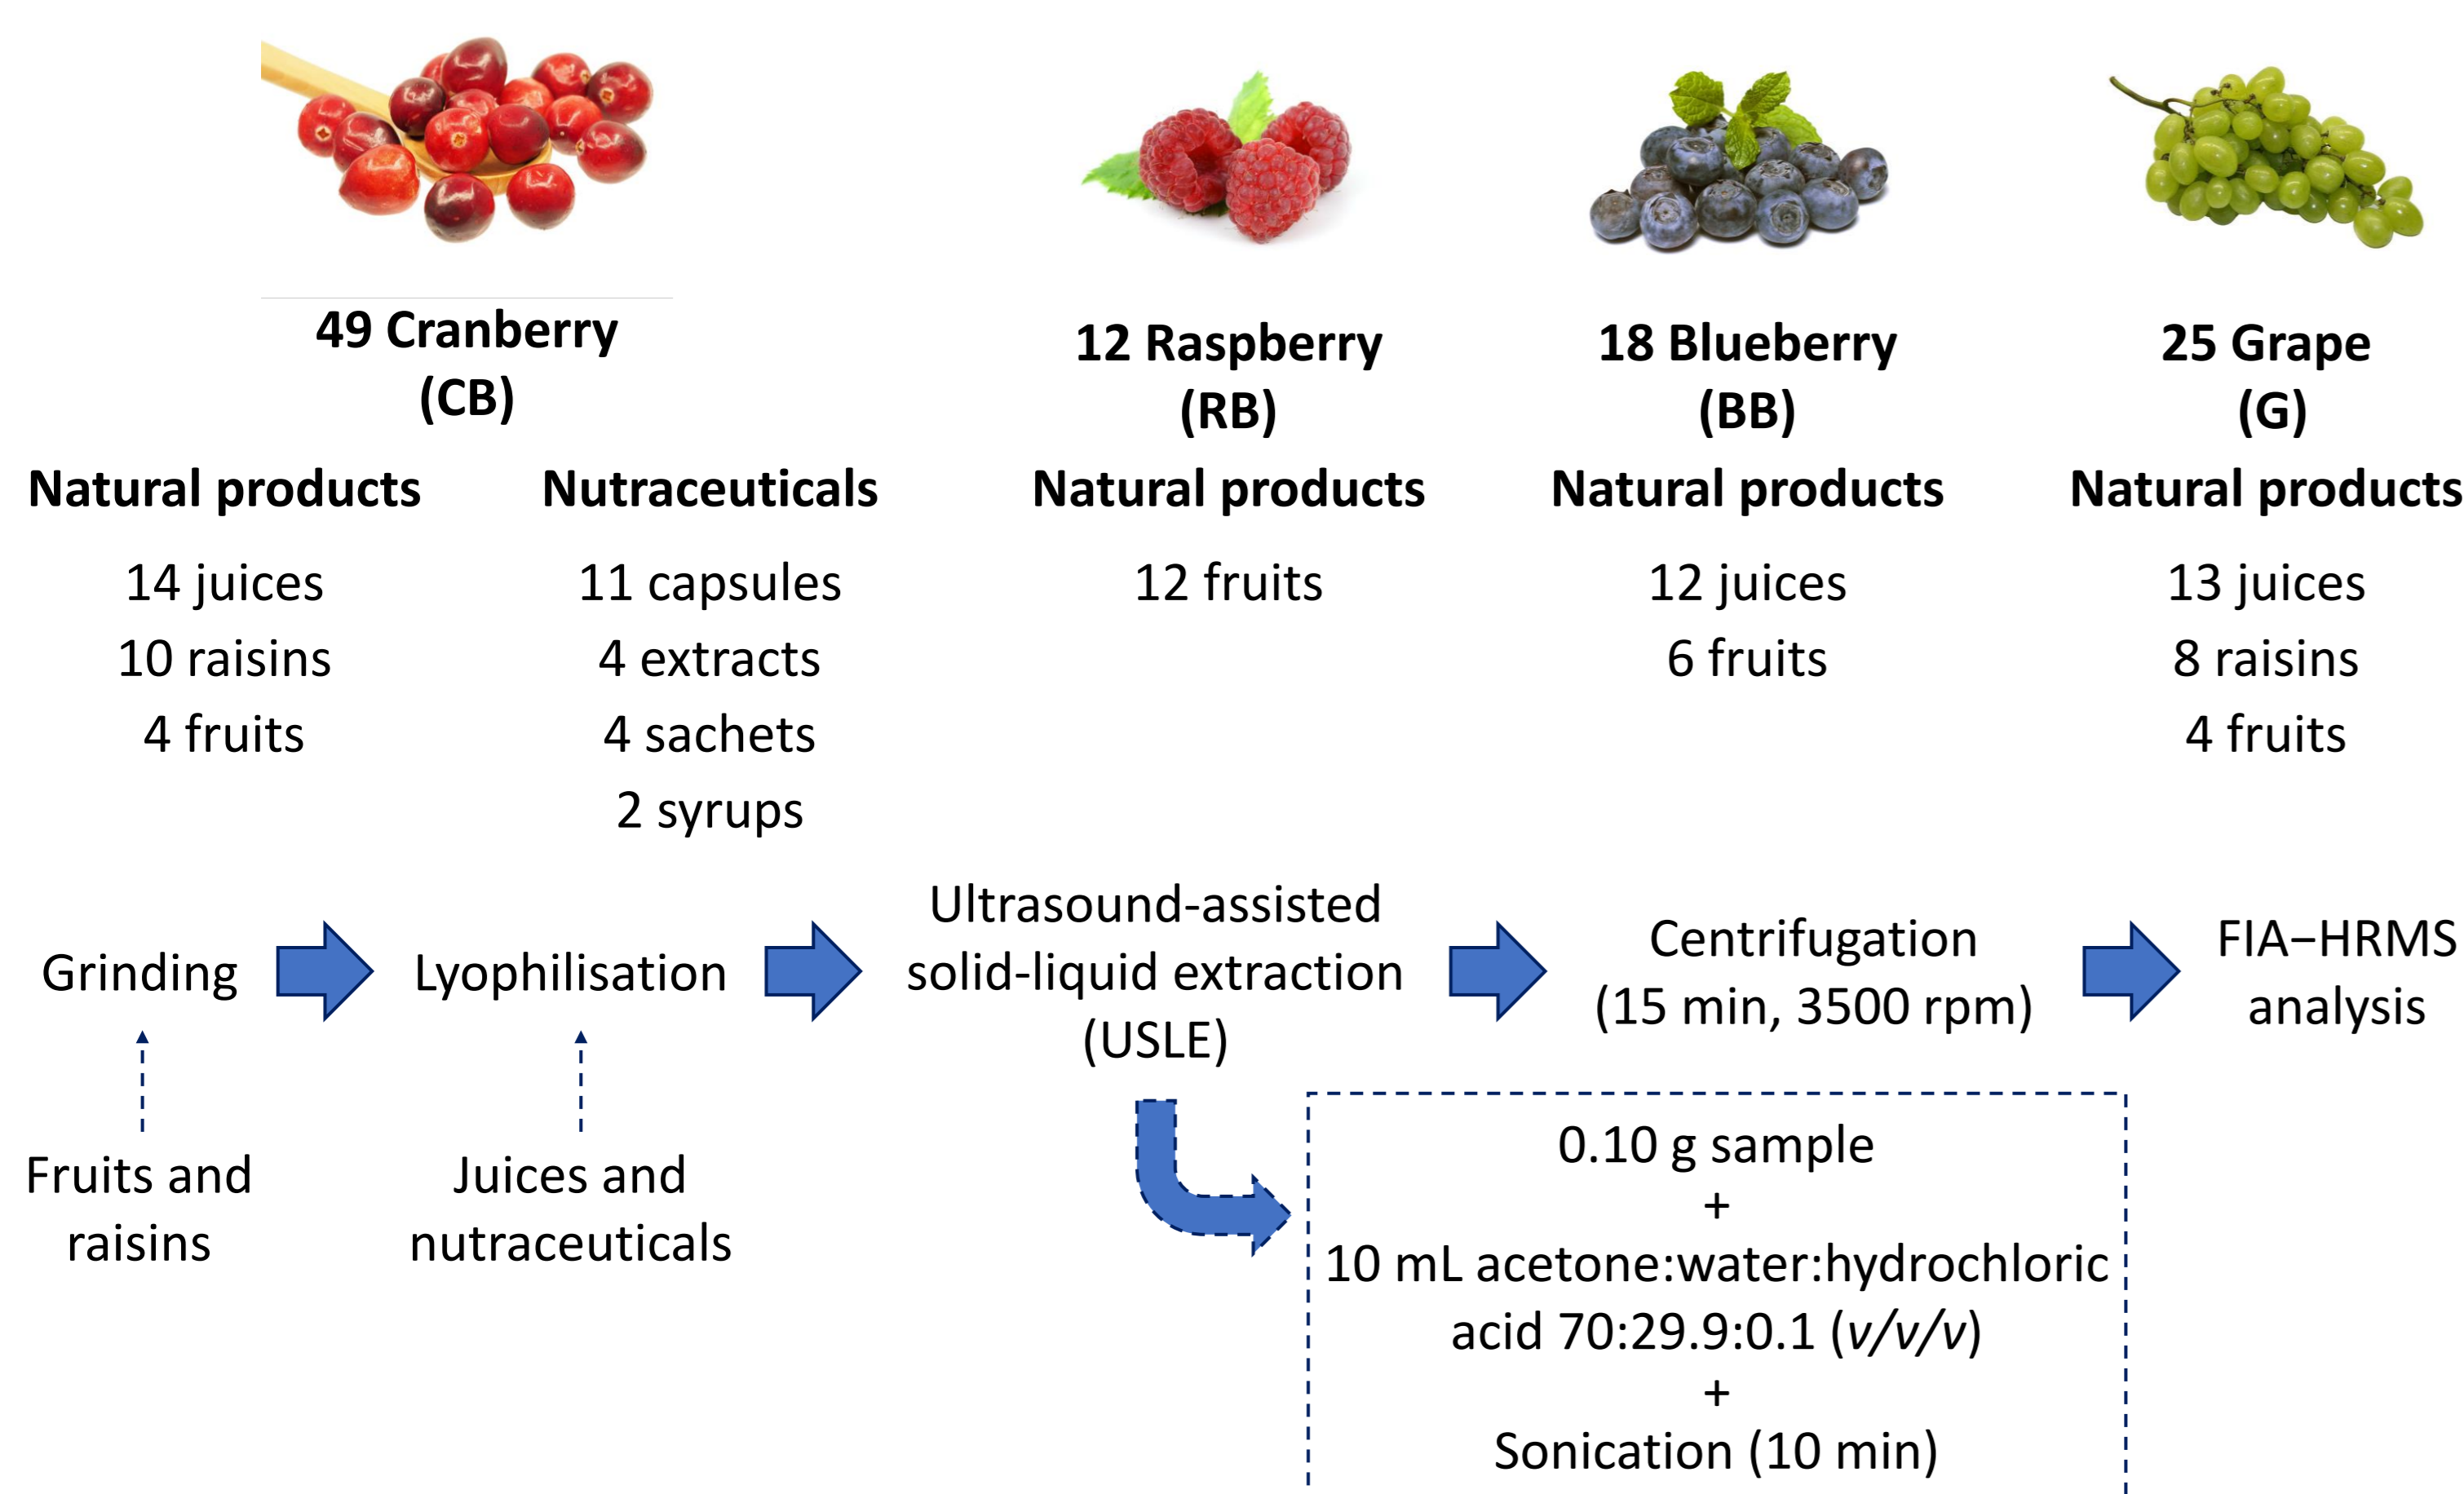 49 Cranberry
(CB)
12 Raspberry
(RB)
18 Blueberry
(BB)
25 Grape
(G)
Natural products
14 juices
10 raisins
4 fruits
Nutraceuticals
11 capsules
4 extracts
4 sachets
2 syrups
Natural products
12 fruits
Natural products
12 juices
6 fruits
Natural products
13 juices
8 raisins
4 fruits
Grinding
Lyophilisation
Ultrasound-assisted
solid-liquid extraction
(USLE)
Centrifugation
(15 min, 3500 rpm)
FIA–HRMS
analysis
Fruits and
raisins
Juices and
nutraceuticals
0.10 g sample
+
10 mL acetone:water:hydrochloric
acid 70:29.9:0.1 (v/v/v)
+
Sonication (10 min)